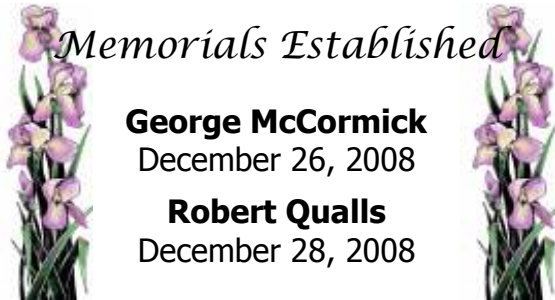 Memorials Established
George McCormick
December 26, 2008
Robert Qualls
December 28, 2008